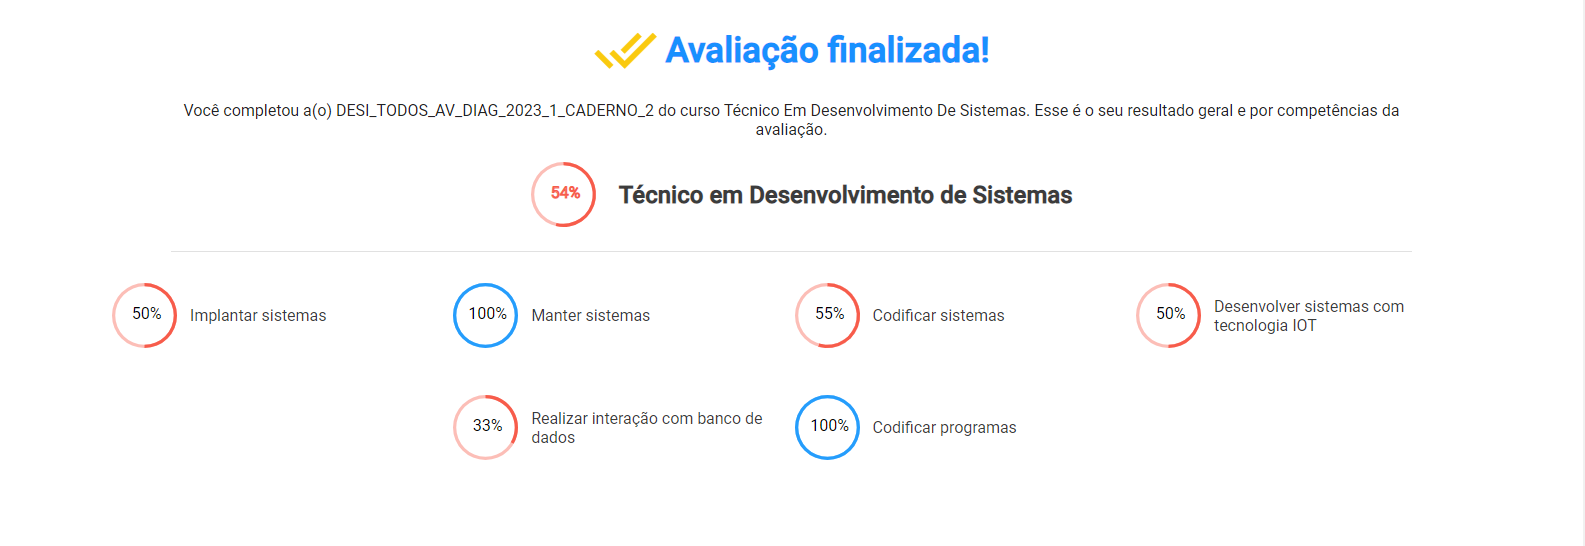 Avaliação finalizada!
Você completou a(o) DESI_TODOS_AV_DIAG_2023_1_CADERNO_2 do curso Técnico Em Desenvolvimento De Sistemas. Esse é o seu resultado geral e por competências da
avaliação.
54% Técnico em Desenvolvimento de Sistemas
50% Implantar sistemas
100% Manter sistemas
55% Codificar sistemas
50% Desenvolver sistemas com
tecnologia IOT
33% Realizar interação com banco de
dados
100% Codificar programas